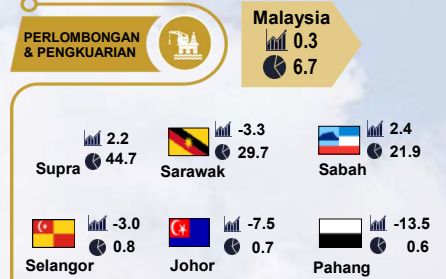 PERLOMBONGAN
& PENGKUARIAN
Malaysia
0.3
6.7
2.2
44.7
Supra
-3.3
29.7
Sarawak
2.4
21.9
Sabah
-3.0
0.8
Selangor
-7.5
0.7
Johor
-13.5
0.6
Pahang